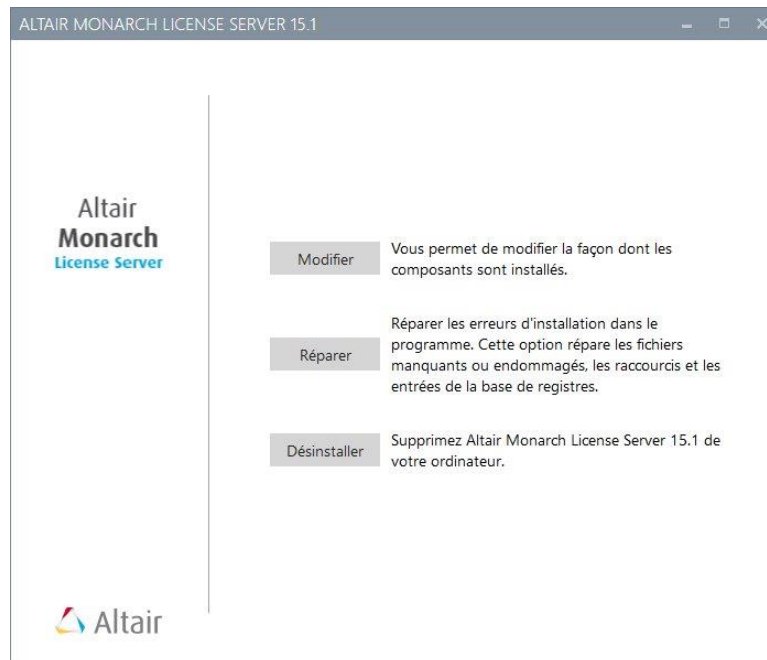 ALTAIR MONARCH LICENSE SERVER 15.1
Altair
Monarch
License Server
Modifier
Vous permet de modifier la façon dont les
composants sont installés.
Réparer
Réparer les erreurs d'installation dans le
programme. Cette option répare les fichiers
manquants ou endommagés, les raccourcis et les
entrées de la base de registres.
Désinstaller
Supprimez Altair Monarch License Server 15.1 de
votre ordinateur.
Altair